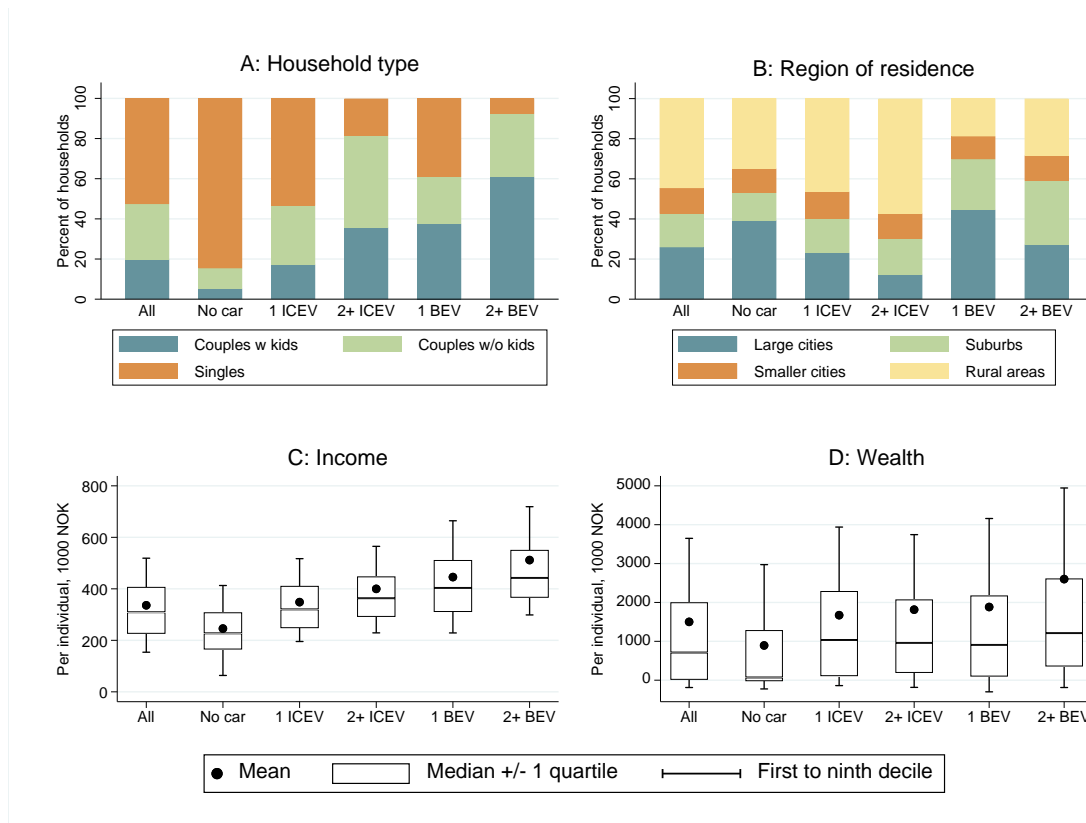 A: Household type
Percent of households
100
80
60
40
20
0
All No car 1 ICEV 2+ ICEV 1 BEV 2+ BEV
Couples w kids Couples w/o kids
Singles
B: Region of residence
Percent of households
100
80
60
40
20
0
All No car 1 ICEV 2+ ICEV 1 BEV 2+ BEV
Large cities Suburbs
Smaller cities Rural areas
C: Income
Per individual, 1000 NOK
800
600
400
200
0
All No car 1 ICEV 2+ ICEV 1 BEV 2+ BEV
D: Wealth
Per individual, 1000 NOK
5000
4000
3000
2000
1000
0
All No car 1 ICEV 2+ ICEV 1 BEV 2+ BEV
Mean Median +/- 1 quartile First to ninth decile